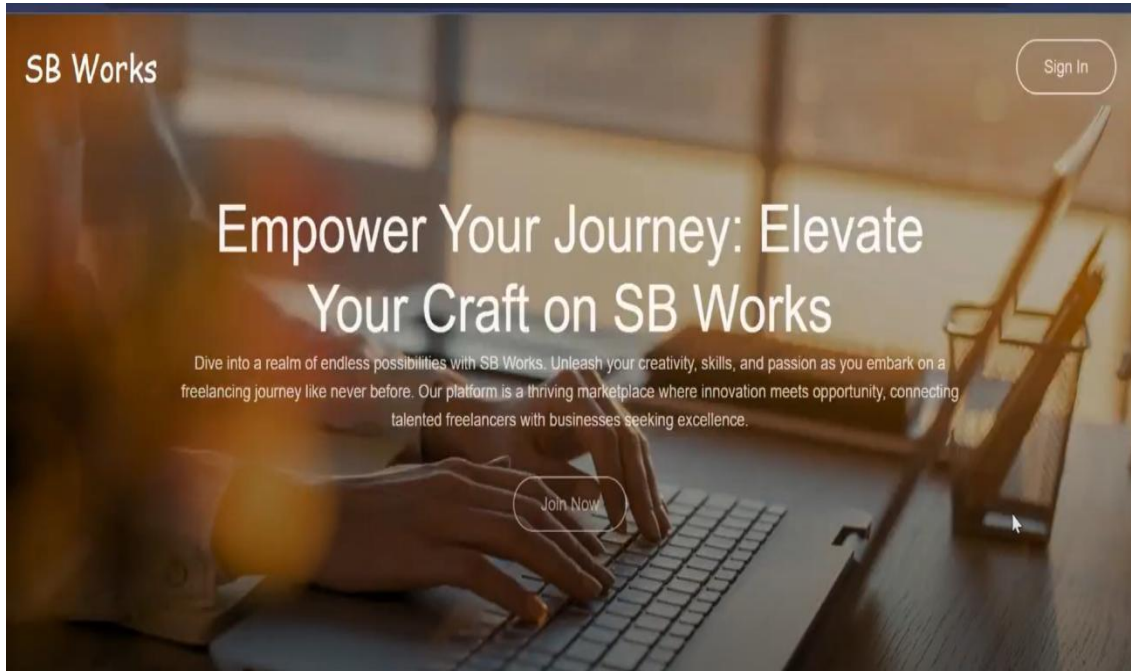 SB Works
Sign In
Empower Your Journey: Elevate
Your Craft on SB Works
Dive into a realm of endless possibilities with SB Works. Unleash your creativity, skills, and passion as you embark on a
freelancing journey like never before. Our platform is a thriving marketplace where innovation meets opportunity, connecting
talented freelancers with businesses seeking excellence.
Join Now